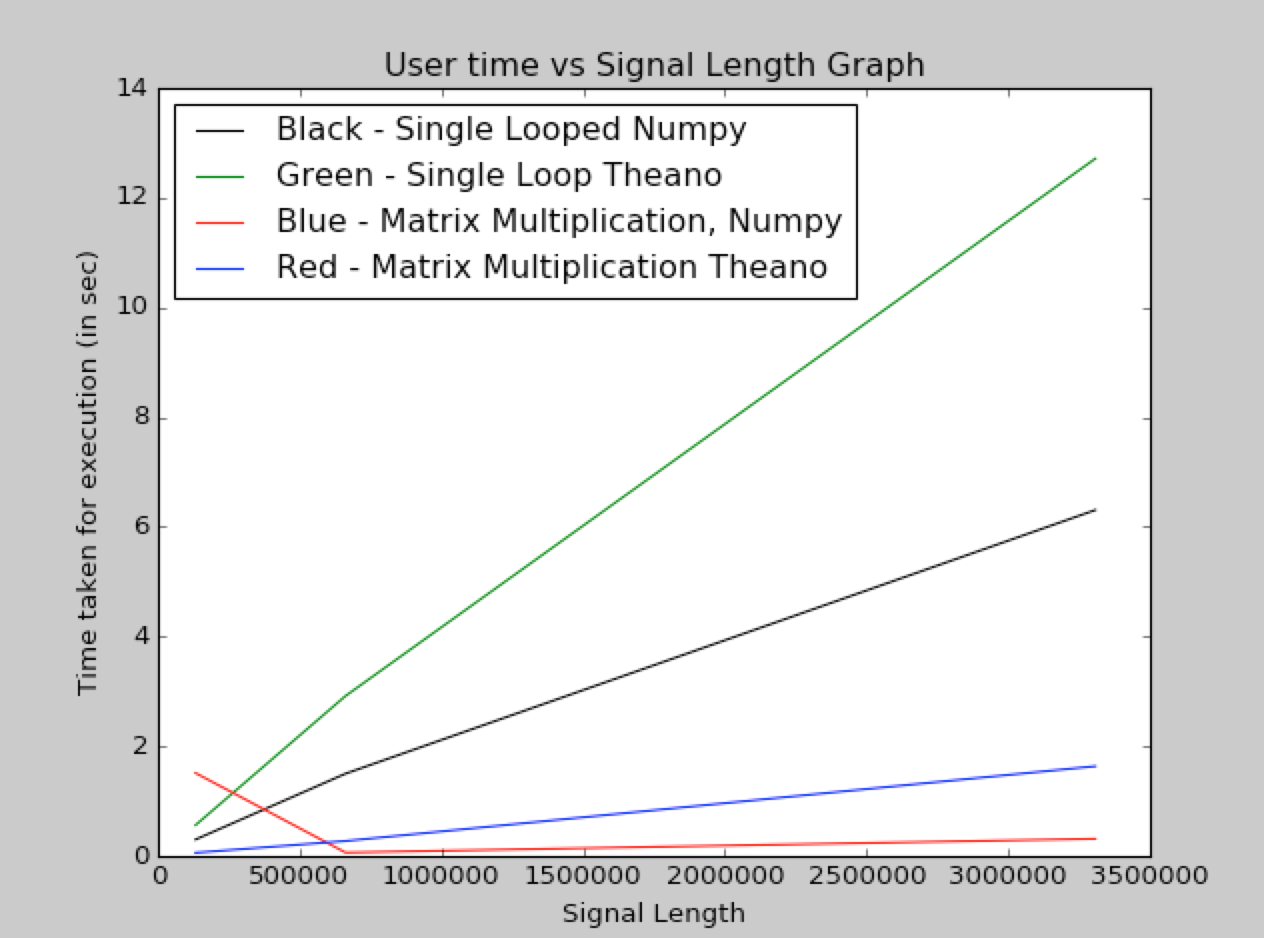 User time vs Signal Length Graph
14
Black - Single Looped Numpy
Green - Single Loop Theano
Blue - Matrix Multiplication, Numpy
Red - Matrix Multiplication Theano
12
10
8
6
4
2
0
Time taken for execution (in sec)
0 500000 1000000 1500000 2000000 2500000 3000000 3500000
Signal Length